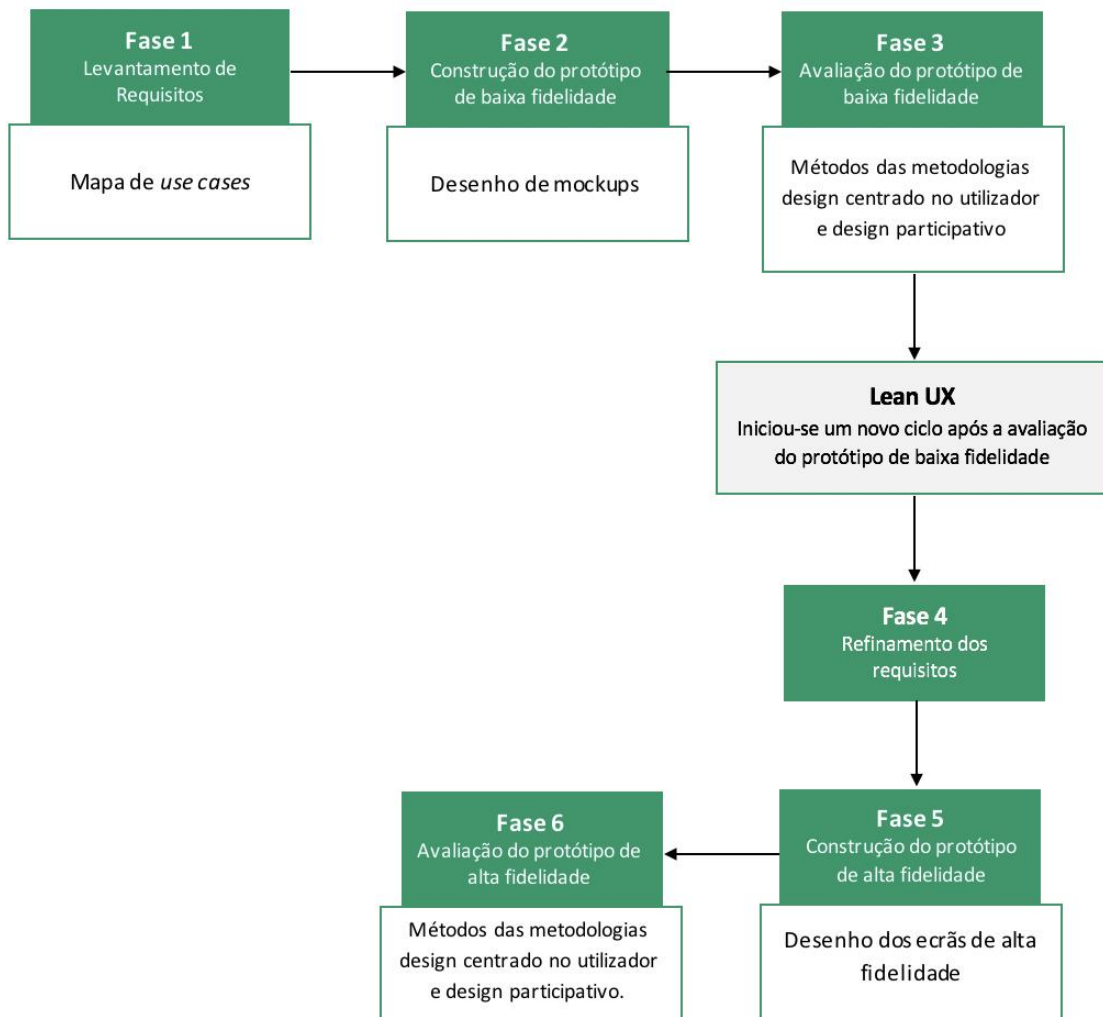 Fase 1
Levantamento de
Requisitos
Mapa de use cases
Fase 2
Construção do protótipo
de baixa fidelidade
Desenho de mockups
Fase 3
Avaliação do protótipo de
baixa fidelidade
Métodos das metodologias
design centrado no utilizador
e design participativo
Lean UX
Iniciou-se um novo ciclo após a avaliação
do protótipo de baixa fidelidade
Fase 4
Refinamento dos
requisitos
Fase 5
Construção do protótipo
de alta fidelidade
Desenho dos ecrãs de alta
fidelidade
Fase 6
Avaliação do protótipo de
alta fidelidade
Métodos das metodologias
design centrado no utilizador
e design participativo.